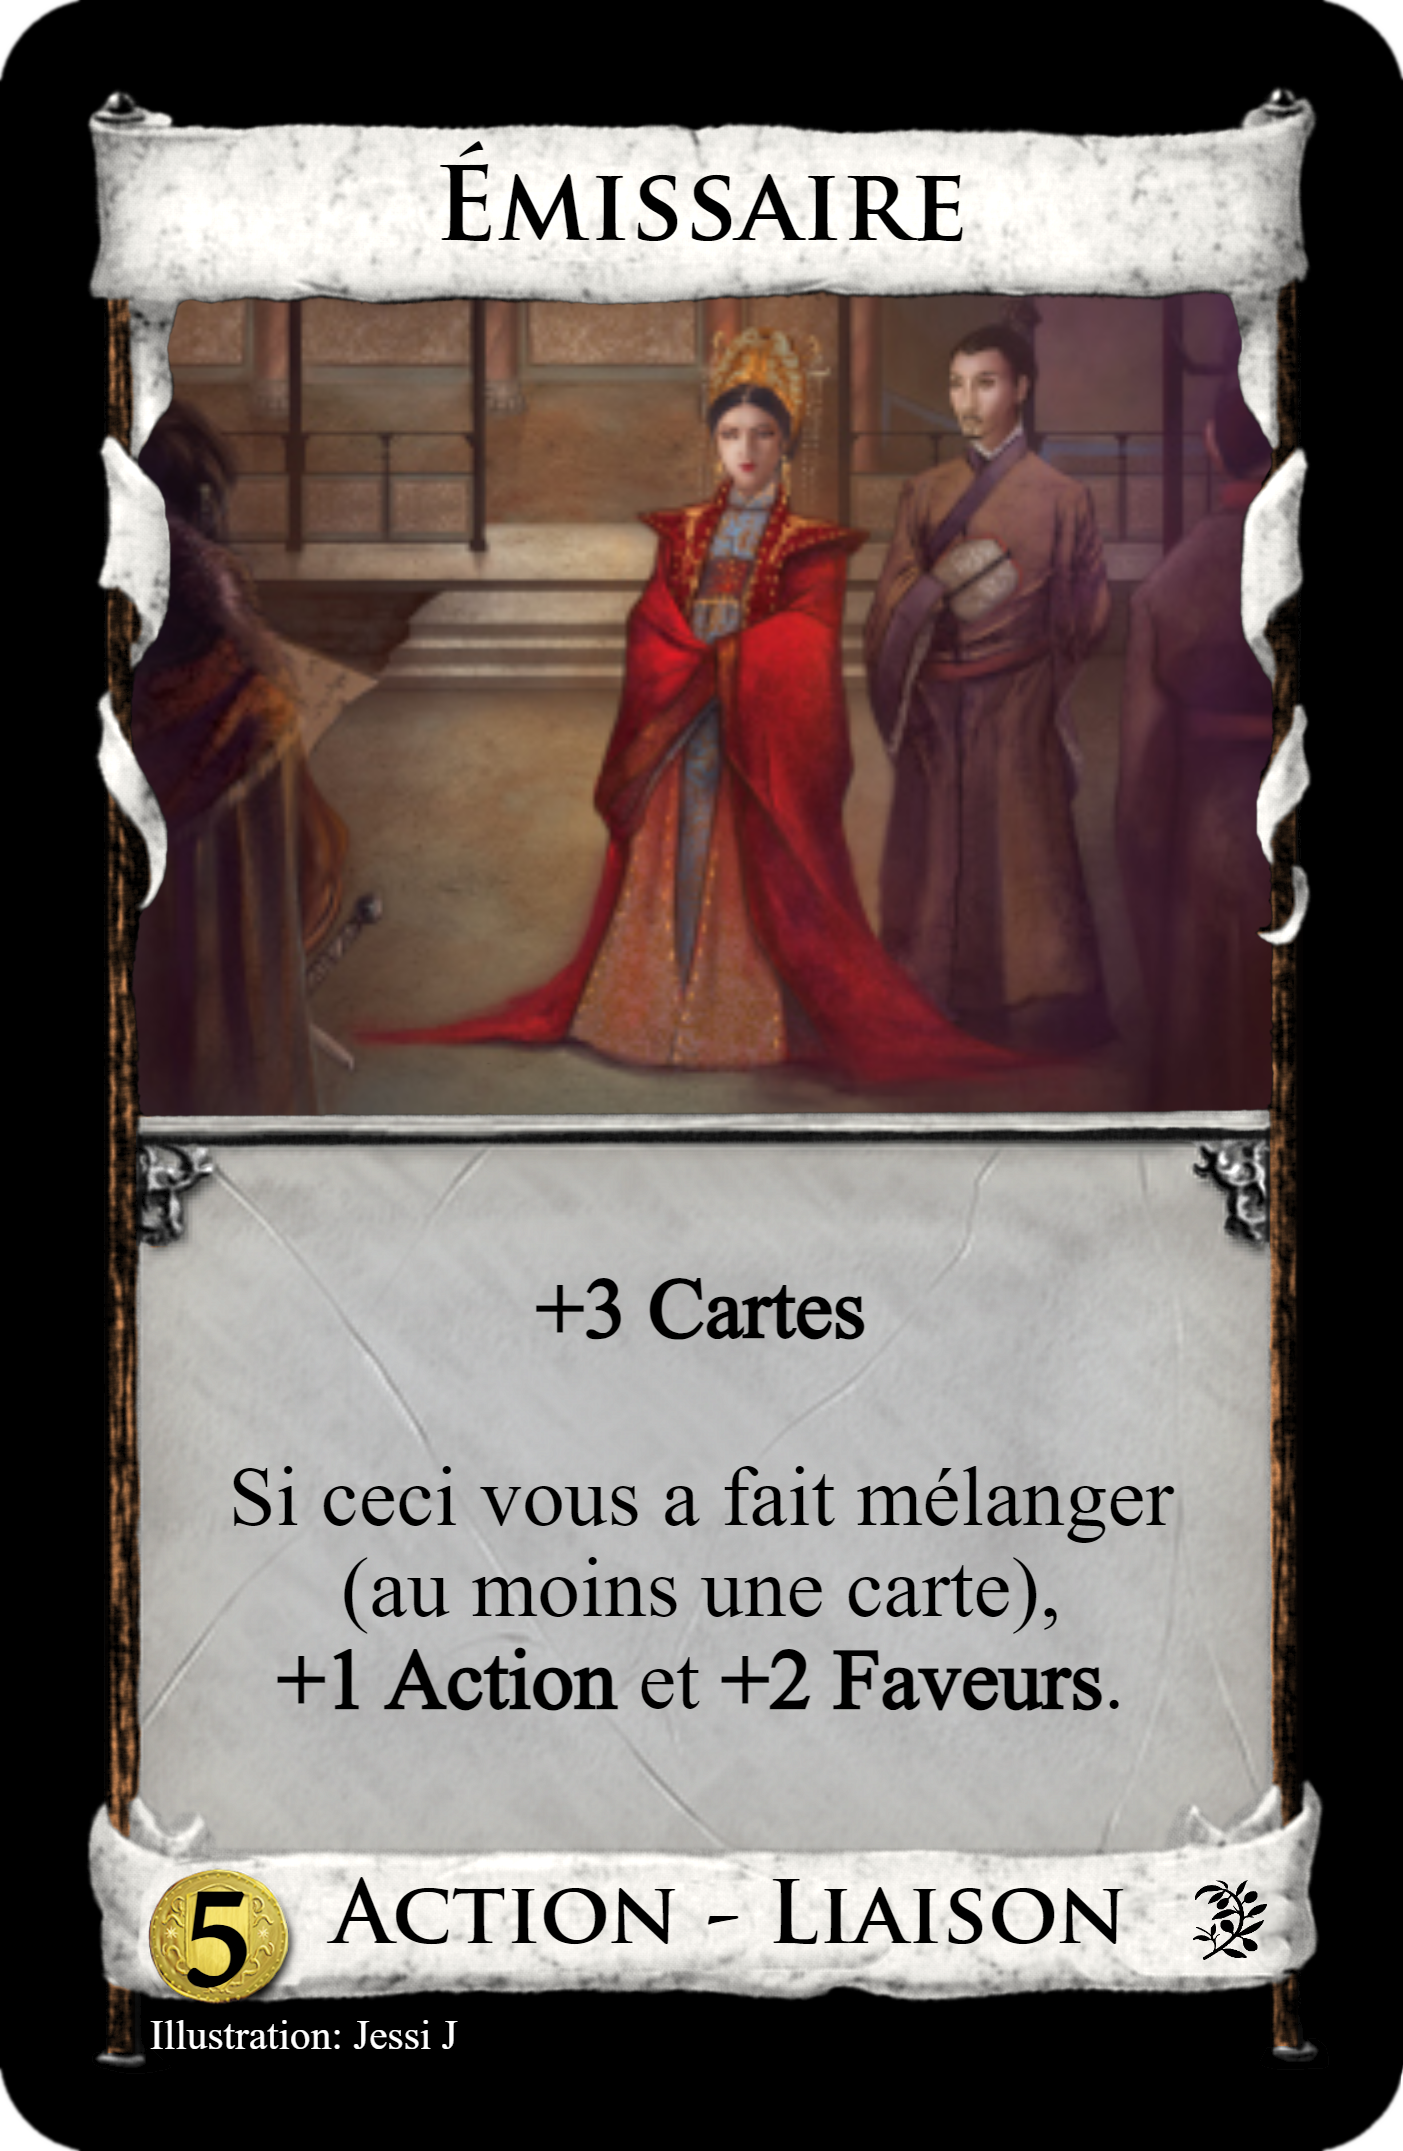 Émissaire
+3 Cartes
Si ceci vous a fait mélanger
(au moins une carte),
+1 Action et +2 Faveurs.
5 Action - Liaison
Illustration: Jessi J